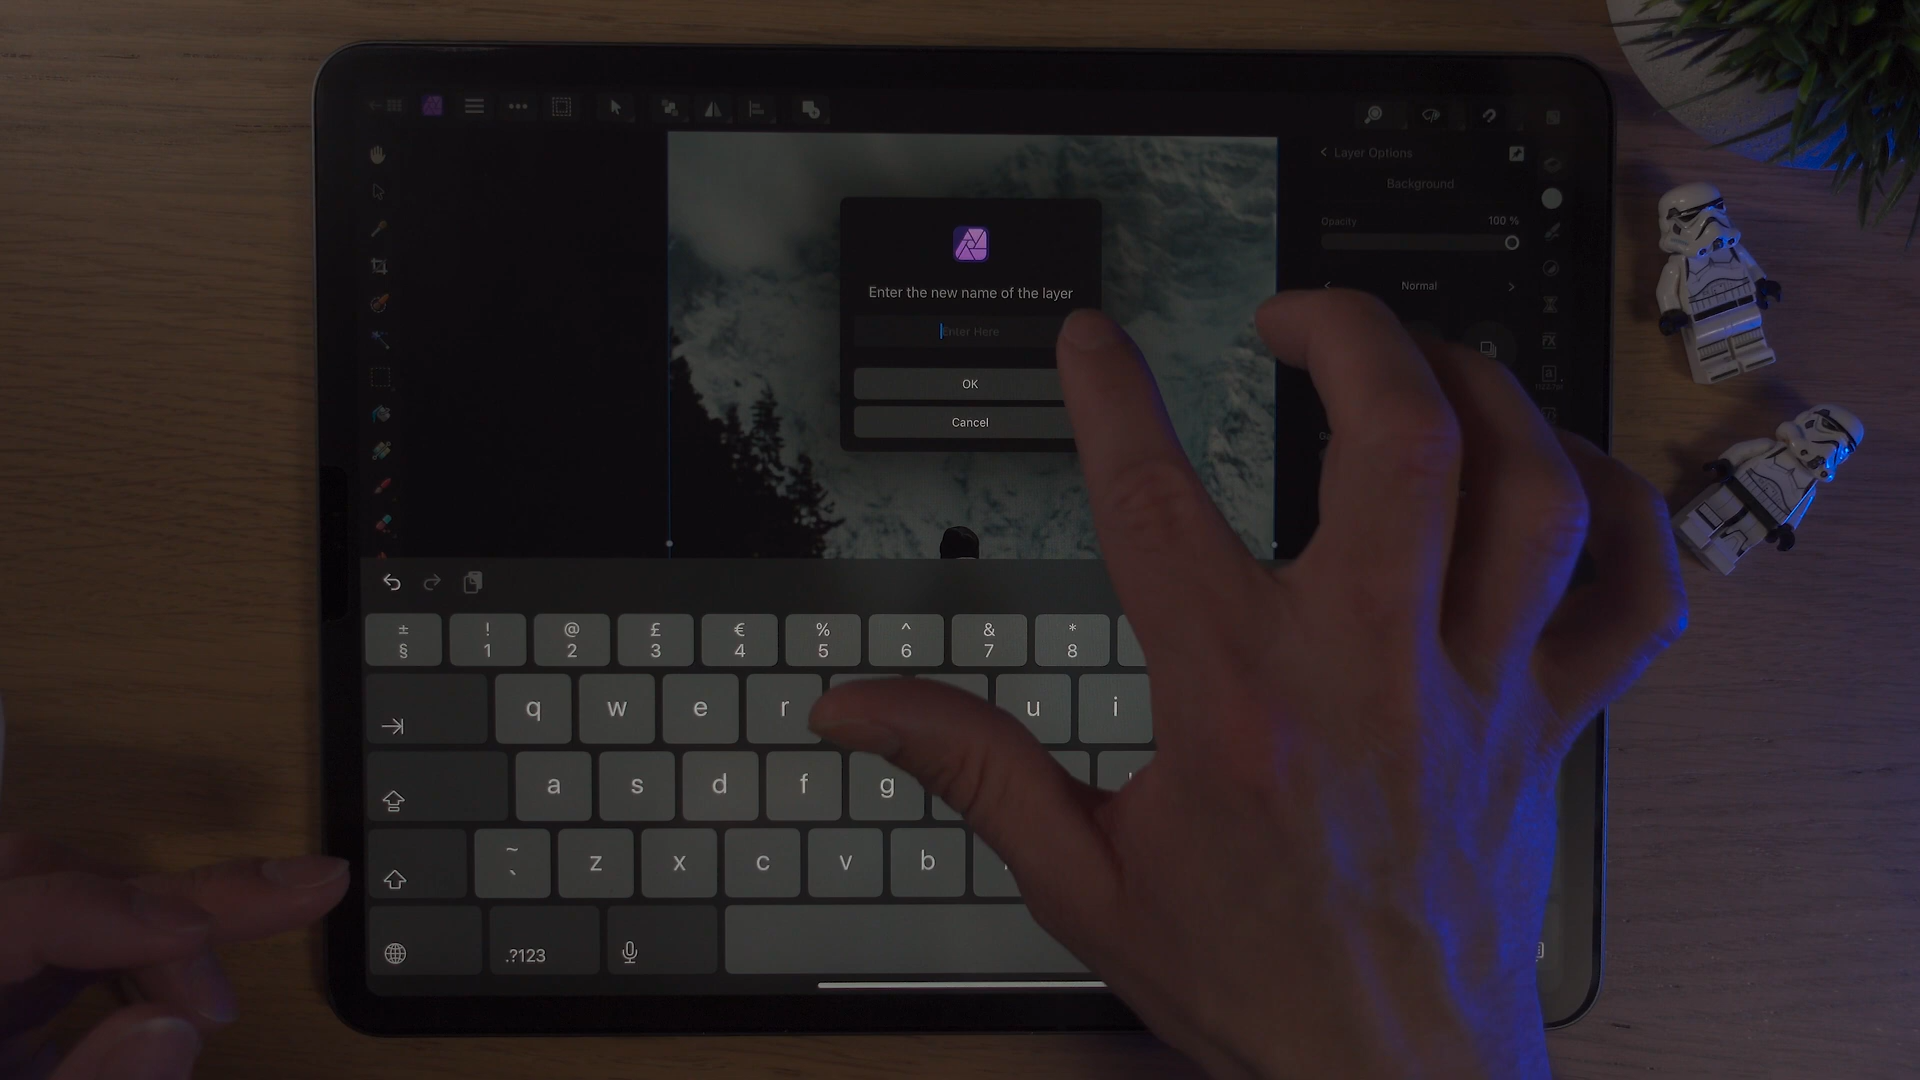 Layer Options
Background
Opacity 100 %
Normal
Enter the new name of the layer
Enter Here
OK
Cancel
± ! @ £ € % ^ & *
§ 1 2 3 4 5 6 7 8
q w e r u i
a s d f g
~
` z x c v b
.?123
FX
a